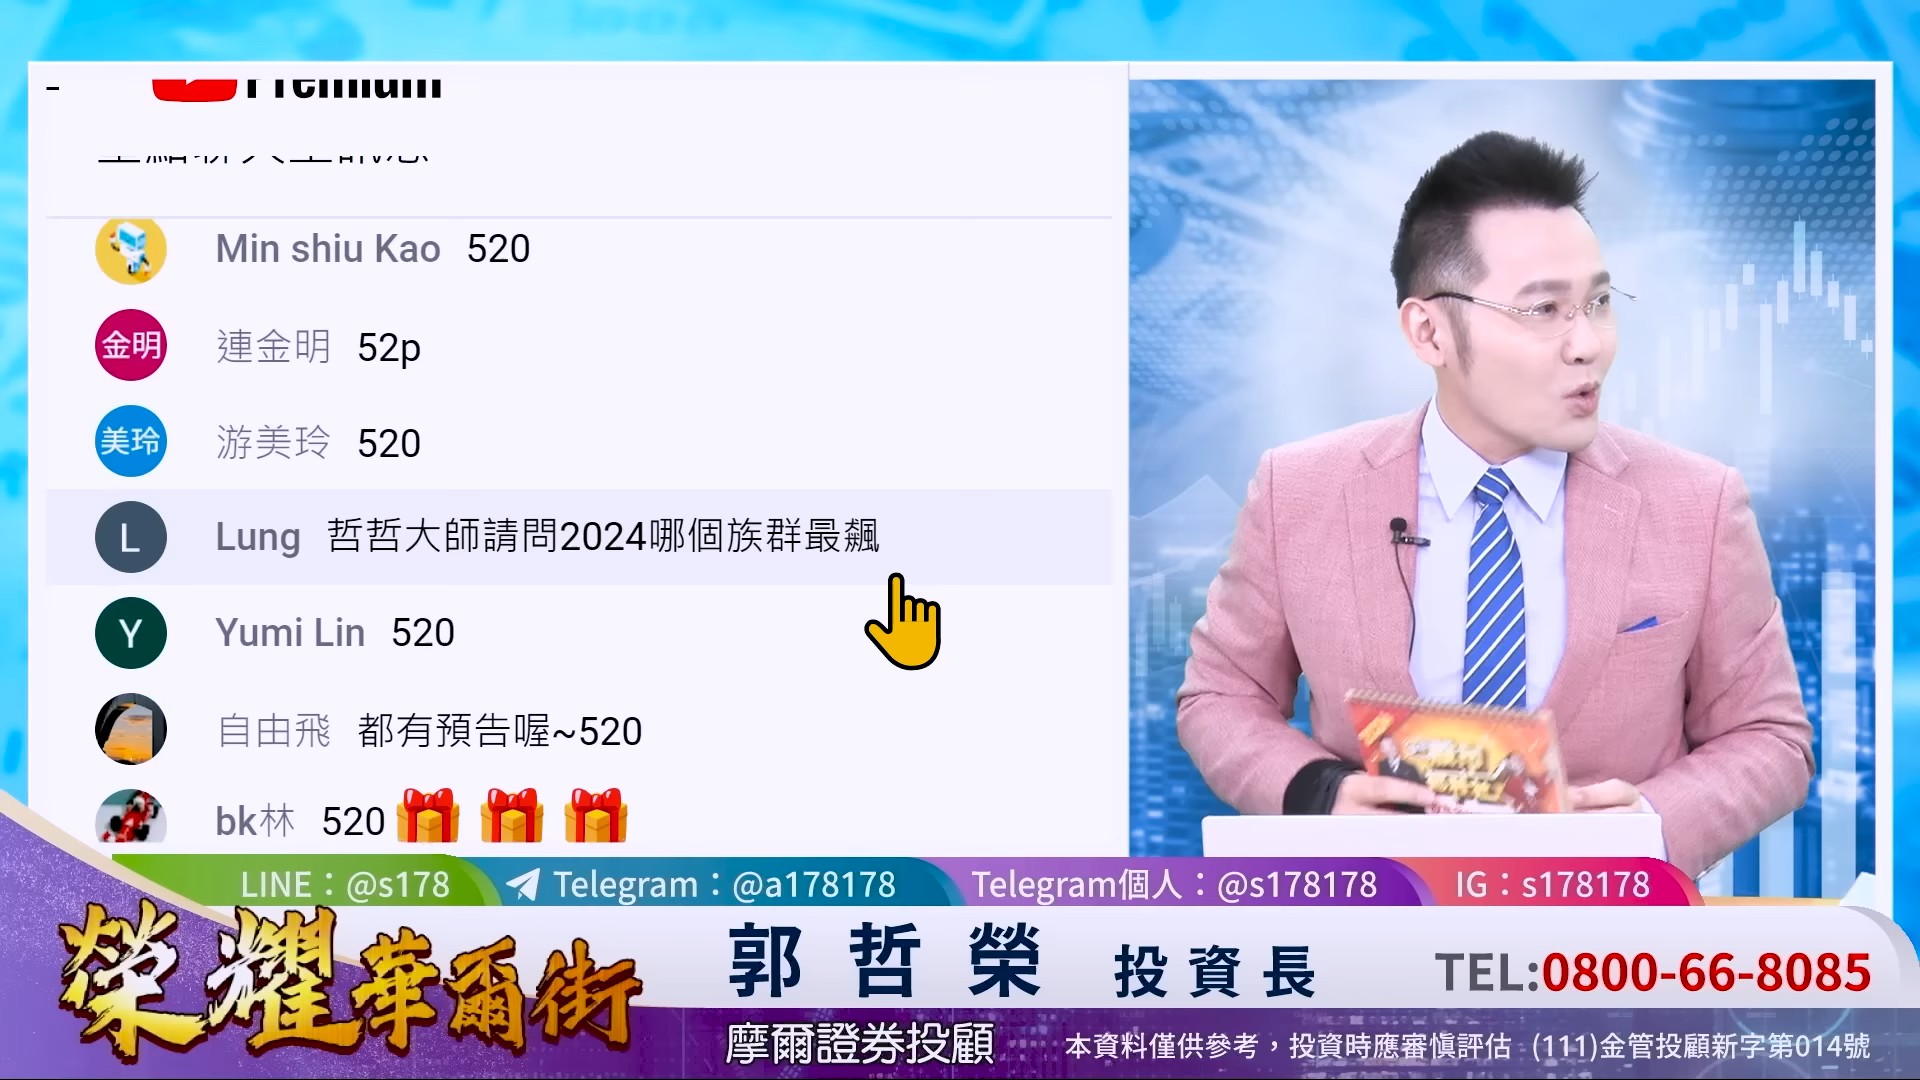 Premium
Min shiu Kao 520
金明 連金明 52p
美玲 游美玲 520
L Lung 哲哲大師請問2024哪個族群最飆
Y Yumi Lin 520
自由飛 都有預告喔~520
bk林 520
LINE：@s178 Telegram：@a178178 Telegram個人：@s178178 IG：s178178
榮耀華爾街
郭哲榮 投資長 TEL:0800-66-8085
摩爾證券投顧 本資料僅供參考，投資時應審慎評估 (111)金管投顧新字第014號